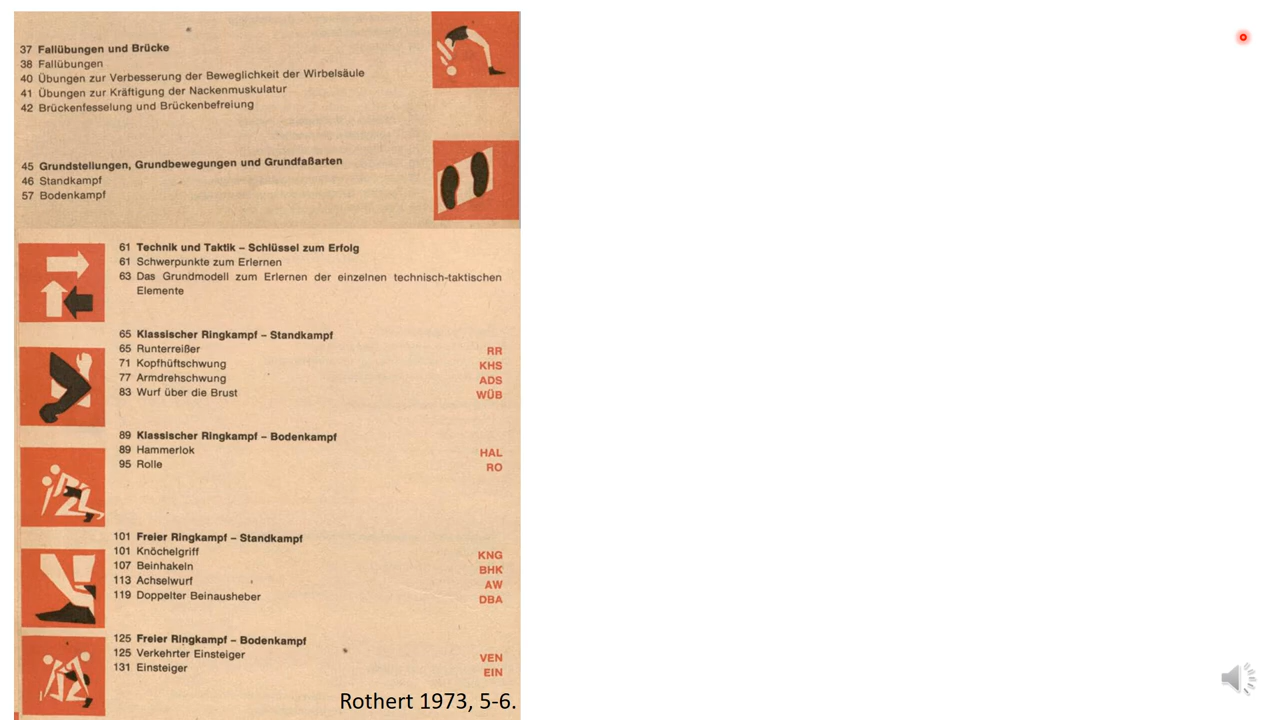 37 Fallübungen und Brücke
38 Fallübungen
40 Übungen zur Verbesserung der Beweglichkeit der Wirbelsäule
41 Übungen zur Kräftigung der Nackenmuskulatur
42 Brückenfesselung und Brückenbefreiung
45 Grundstellungen, Grundbewegungen und Grundfaßarten
46 Standkampf
57 Bodenkampf
61 Technik und Taktik – Schlüssel zum Erfolg
61 Schwerpunkte zum Erlernen
63 Das Grundmodell zum Erlernen der einzelnen technisch-taktischen
Elemente
65 Klassischer Ringkampf – Standkampf
65 Runterreißer RR
71 Kopfhüftschwung KHS
77 Armdrehschwung ADS
83 Wurf über die Brust WÜB
89 Klassischer Ringkampf – Bodenkampf
89 Hammerlok HAL
95 Rolle RO
101 Freier Ringkampf – Standkampf
101 Knöchelgriff KNG
107 Beinhakeln BHK
113 Achselwurf AW
119 Doppelter Beinausheber DBA
125 Freier Ringkampf – Bodenkampf
125 Verkehrter Einsteiger VEN
131 Einsteiger EIN
Rothert 1973, 5-6.